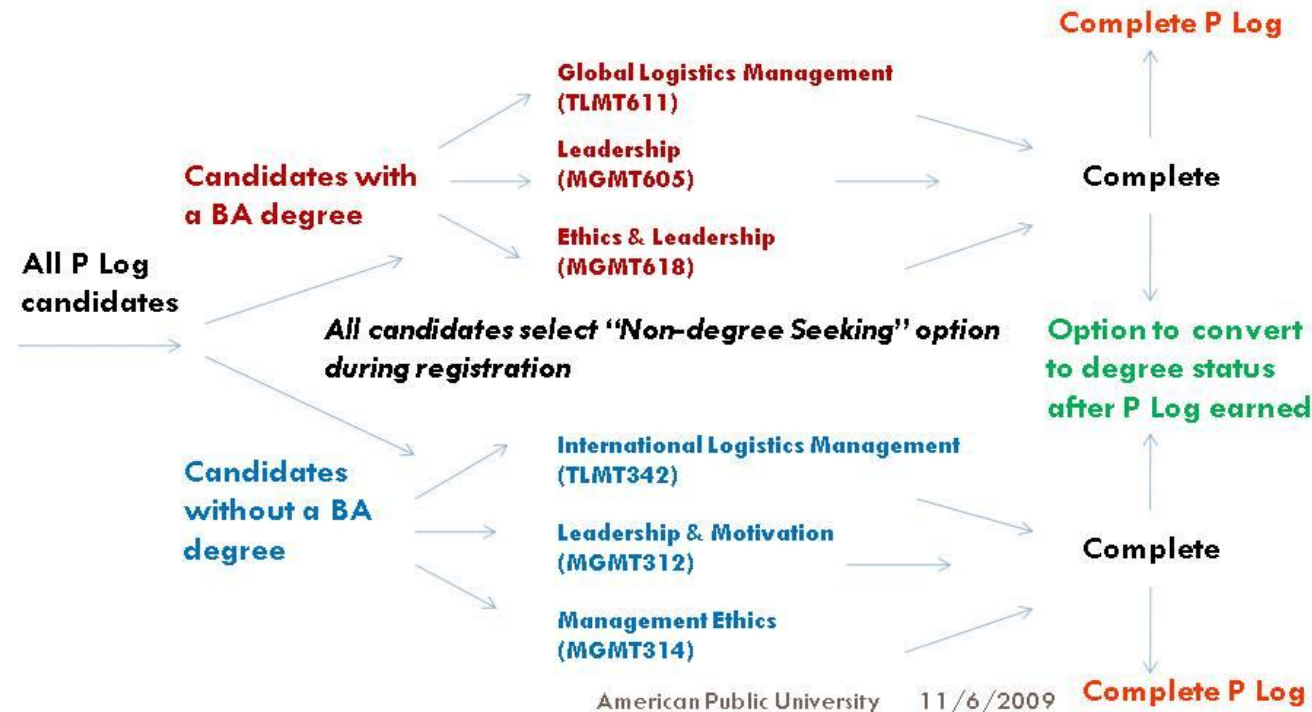 Complete P Log
Global Logistics Management
(TLMT611)
Leadership
(MGMT605)
Candidates with
a BA degree
Complete
Ethics & Leadership
(MGMT618)
All P Log
candidates
All candidates select “Non-degree Seeking” option
during registration
Option to convert
to degree status
after P Log earned
International Logistics Management
(TLMT342)
Candidates
without a BA
degree
Leadership & Motivation
(MGMT312)
Complete
Management Ethics
(MGMT314)
American Public University 11/6/2009
Complete P Log